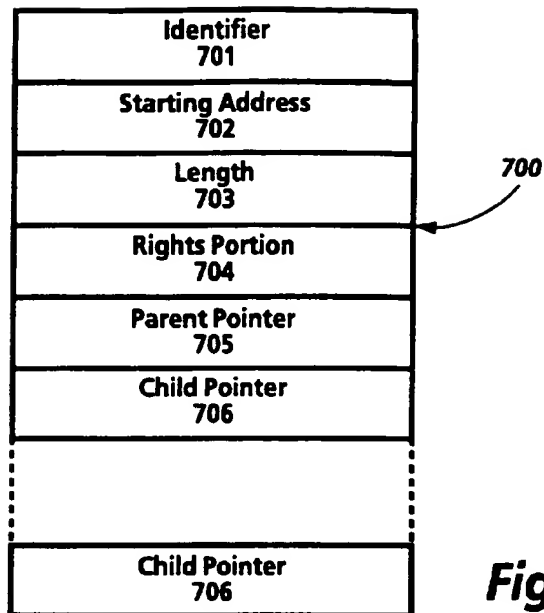 Identifier
701
Starting Address
702
Length
703
700
Rights Portion
704
Parent Pointer
705
Child Pointer
706
Child Pointer
706
Fig